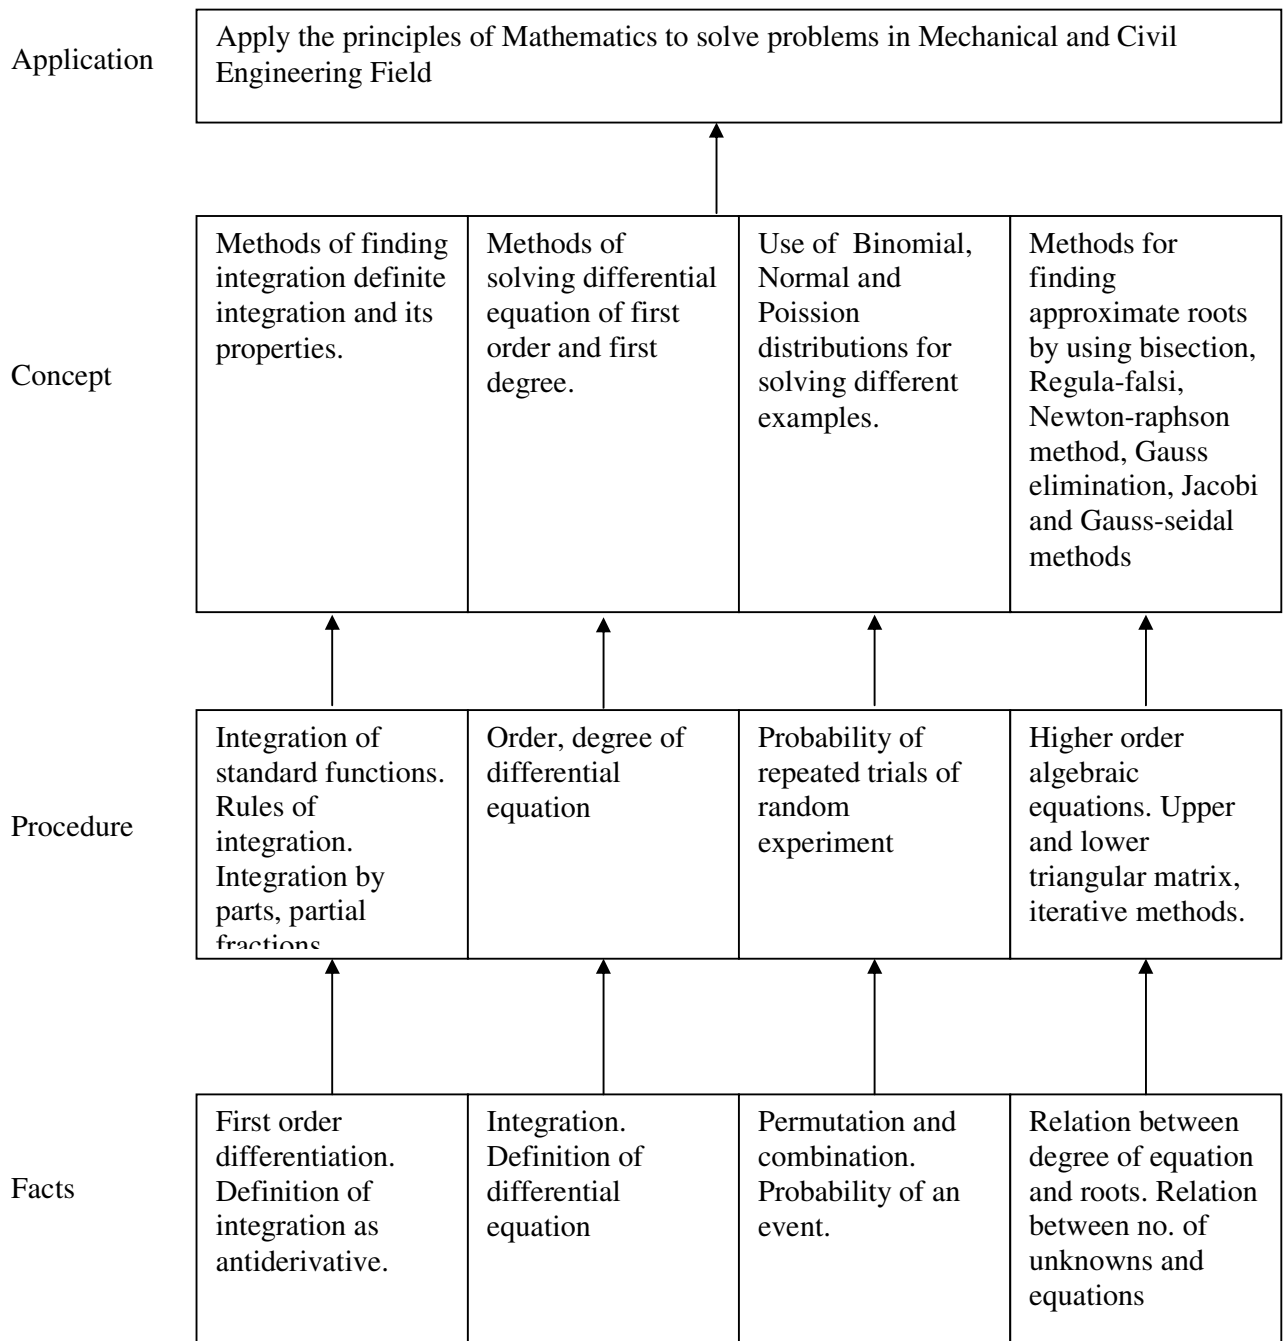 Application
Apply the principles of Mathematics to solve problems in Mechanical and Civil
Engineering Field
Concept
Methods of finding
integration definite
integration and its
properties.
Methods of
solving differential
equation of first
order and first
degree.
Use of  Binomial,
Normal and
Poission
distributions for
solving different
examples.
Methods for
finding
approximate roots
by using bisection,
Regula-falsi,
Newton-raphson
method, Gauss
elimination, Jacobi
and Gauss-seidal
methods
Procedure
Integration of
standard functions.
Rules of
integration.
Integration by
parts, partial
fractions
Order, degree of
differential
equation
Probability of
repeated trials of
random
experiment
Higher order
algebraic
equations. Upper
and lower
triangular matrix,
iterative methods.
Facts
First order
differentiation.
Definition of
integration as
antiderivative.
Integration.
Definition of
differential
equation
Permutation and
combination.
Probability of an
event.
Relation between
degree of equation
and roots. Relation
between no. of
unknowns and
equations